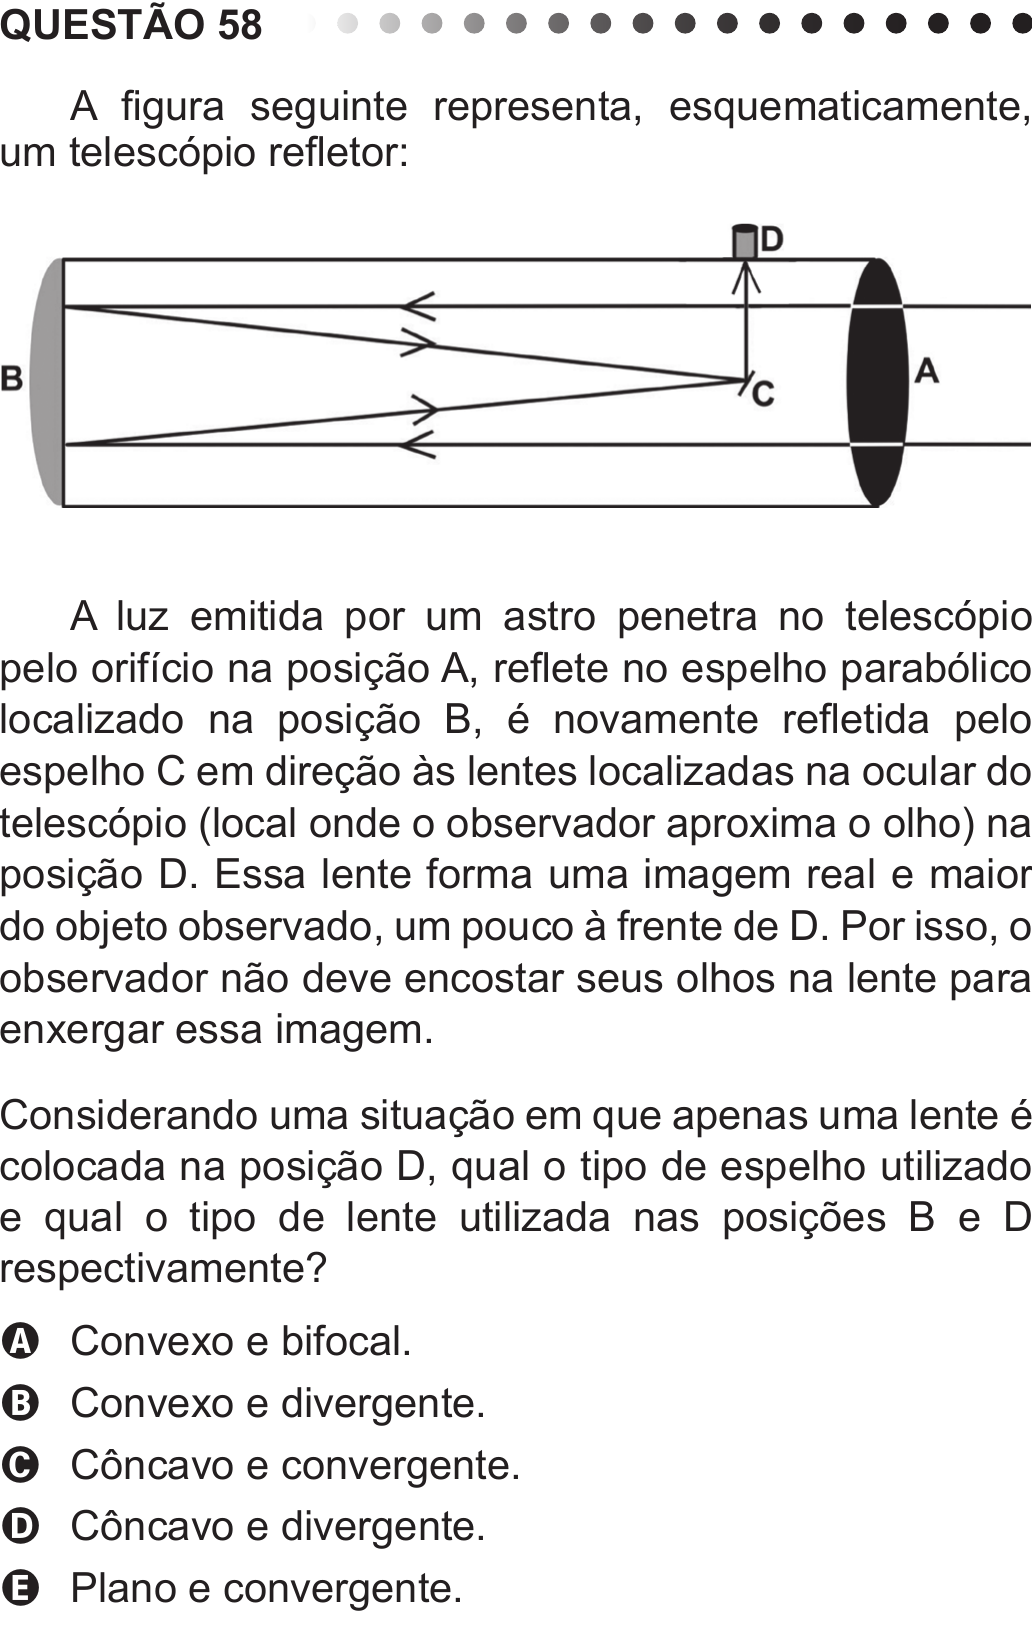 QUESTÃO 58
A figura seguinte representa, esquematicamente,
um telescópio refletor:
D
B
A
C
A luz emitida por um astro penetra no telescópio
pelo orifício na posição A, reflete no espelho parabólico
localizado na posição B, é novamente refletida pelo
espelho C em direção às lentes localizadas na ocular do
telescópio (local onde o observador aproxima o olho) na
posição D. Essa lente forma uma imagem real e maior
do objeto observado, um pouco à frente de D. Por isso, o
observador não deve encostar seus olhos na lente para
enxergar essa imagem.
Considerando uma situação em que apenas uma lente é
colocada na posição D, qual o tipo de espelho utilizado
e qual o tipo de lente utilizada nas posições B e D
respectivamente?
A Convexo e bifocal.
B Convexo e divergente.
C Côncavo e convergente.
D Côncavo e divergente.
E Plano e convergente.